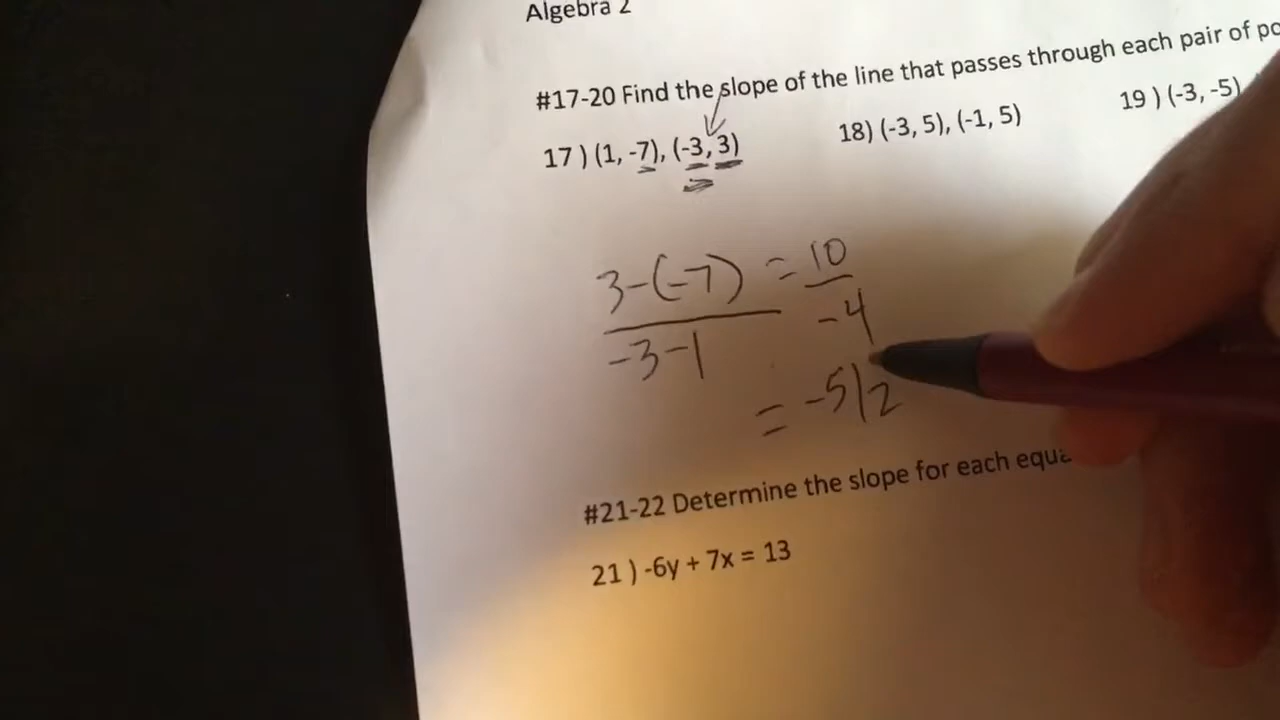 Algebra 2
#17-20 Find the slope of the line that passes through each pair of
17 ) (1, -7), (-3, 3)
18) (-3, 5), (-1, 5)
19 ) (-3, -5)
3-(-7) = 10
-3-1 -4
= -5/2
#21-22 Determine the slope for each
21 ) -6y + 7x = 13